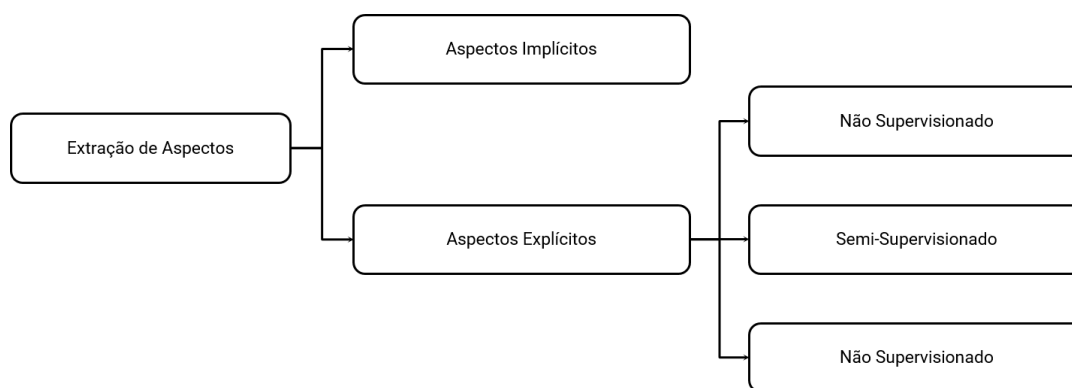 Aspectos Implícitos
Não Supervisionado
Extração de Aspectos
Aspectos Explícitos
Semi-Supervisionado
Não Supervisionado